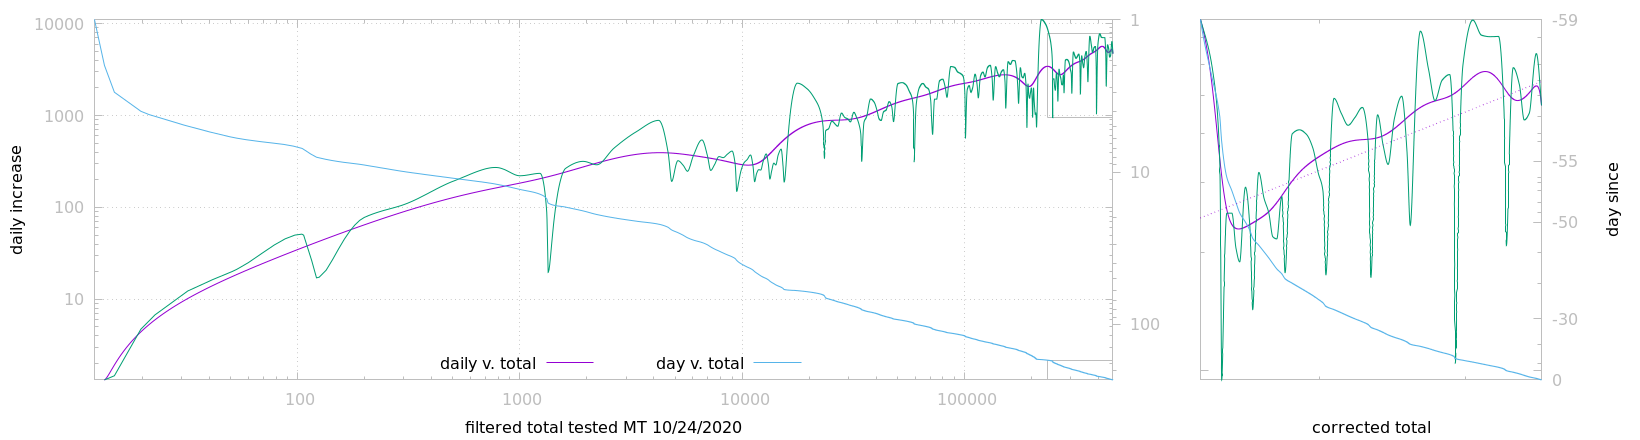 10000
1000
100
10
daily increase
1
10
100
daily v. total
day v. total
100
1000
10000
100000
filtered total tested MT 10/24/2020
-59
-55
-50
-30
0
day since
corrected total